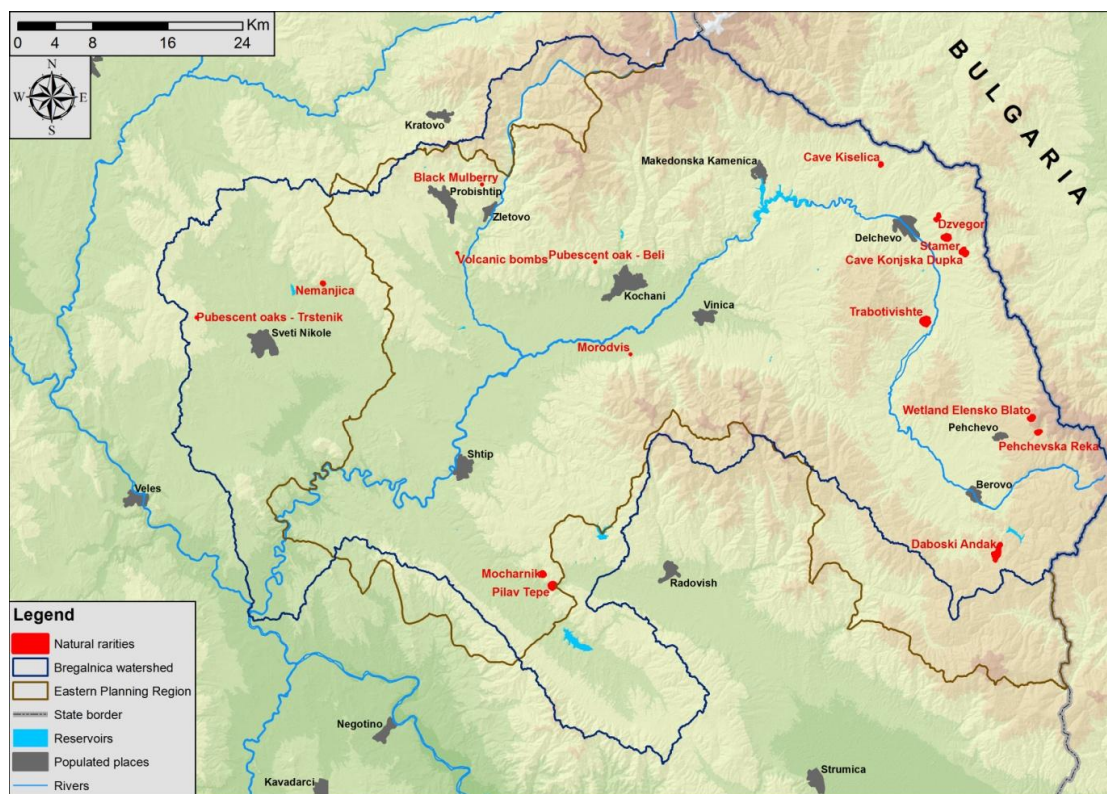 Km
0 4 8 16 24
N
W E
S
BULGARIA
Kratovo
Makedonska Kamenica
Cave Kiselica
Black Mulberry
Probishtip
Zletovo
Dzvegor
Delchevo
Stamer
Cave Konjska Dupka
Volcanic bombs
Pubescent oak - Beli
Kochani
Nemanjica
Vinica
Trabotivishte
Pubescent oaks - Trstenik
Sveti Nikole
Morodvis
Wetland Elensko Blato
Pehchevo
Pehchevska Reka
Shtip
Veles
Berovo
Daboski Andak
Mocharnik
Pilav Tepe
Radovish
Negotino
Kavadarci
Strumica
Legend
Natural rarities
Bregalnica watershed
Eastern Planning Region
State border
Reservoirs
Populated places
Rivers